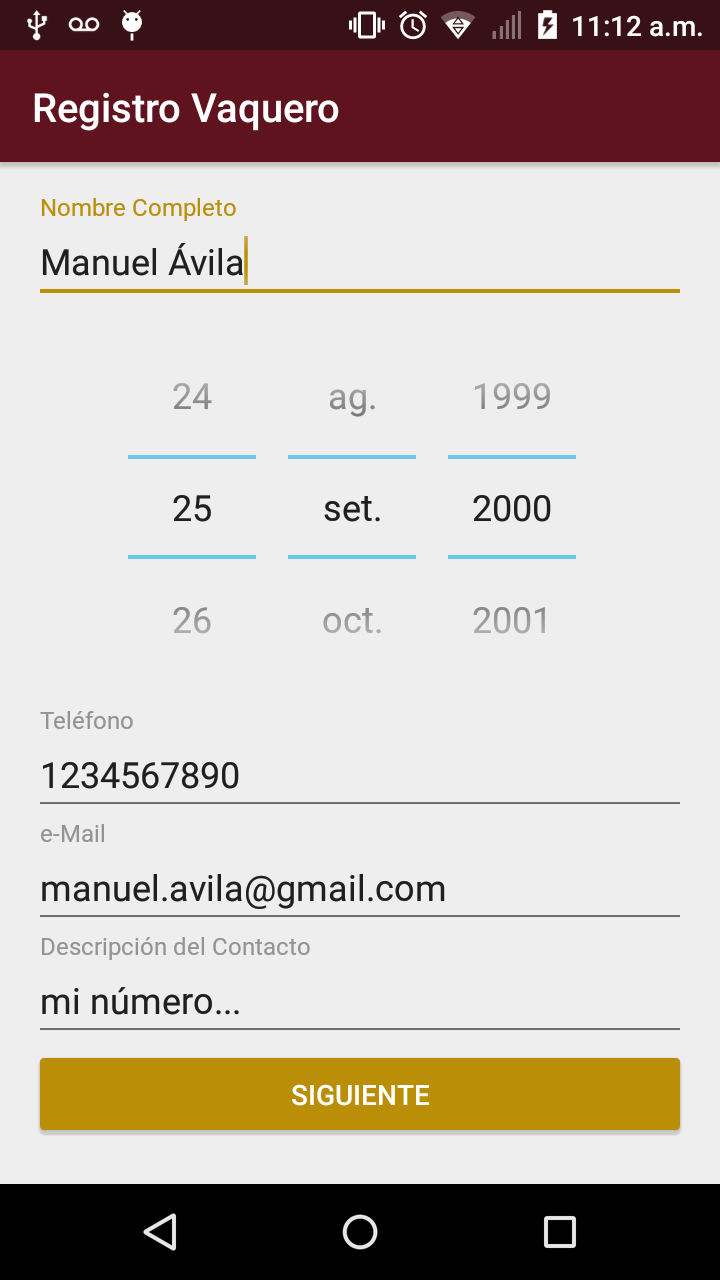 11:12 a.m.
Registro Vaquero
Nombre Completo
Manuel Ávila
24 ag. 1999
25 set. 2000
26 oct. 2001
Teléfono
1234567890
e-Mail
manuel.avila@gmail.com
Descripción del Contacto
mi número...
SIGUIENTE